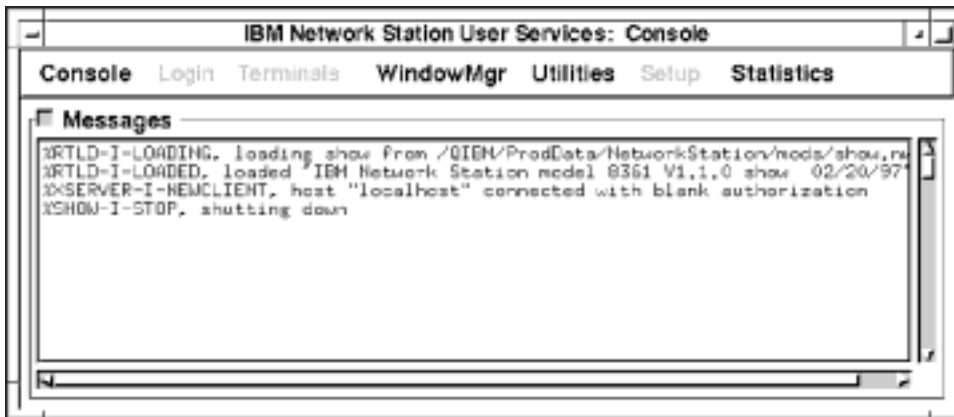 IBM Network Station User Services: Console
Console Login Terminals WindowMgr Utilities Setup Statistics
Messages
%RTLD-I-LOADING, loading show from /QIBM/ProdData/NetworkStation/mods/show.nw
%RTLD-I-LOADED, loaded "IBM Network Station model 8361 V1.1.0 show 02/20/97"
%XSERVER-I-NEWCLIENT, host "localhost" connected with blank authorization
%SHOW-I-STOP, shutting down